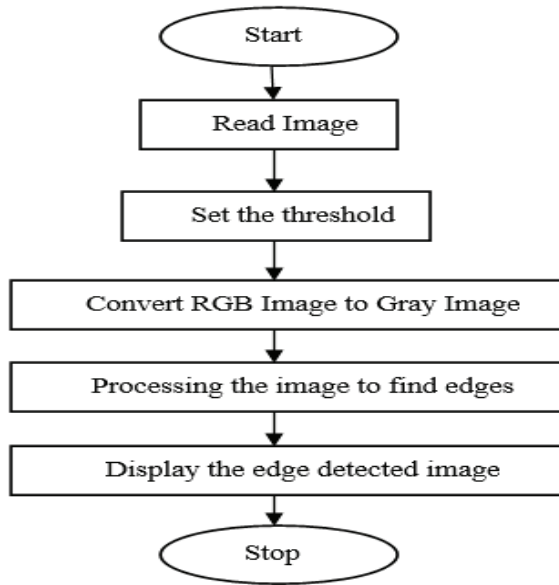 Start
Read Image
Set the threshold
Convert RGB Image to Gray Image
Processing the image to find edges
Display the edge detected image
Stop